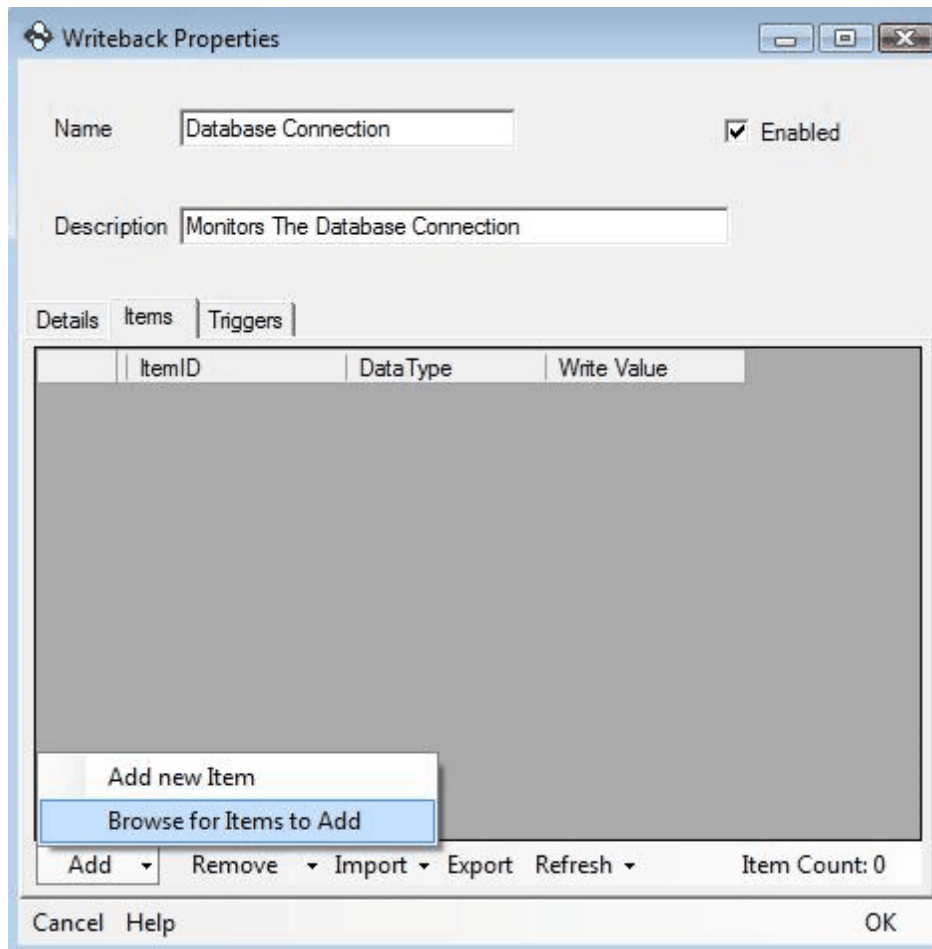 Writeback Properties
Name Database Connection Enabled
Description Monitors The Database Connection
Details Items Triggers
ItemID DataType Write Value
Add new Item
Browse for Items to Add
Add Remove Import Export Refresh Item Count: 0
Cancel Help OK